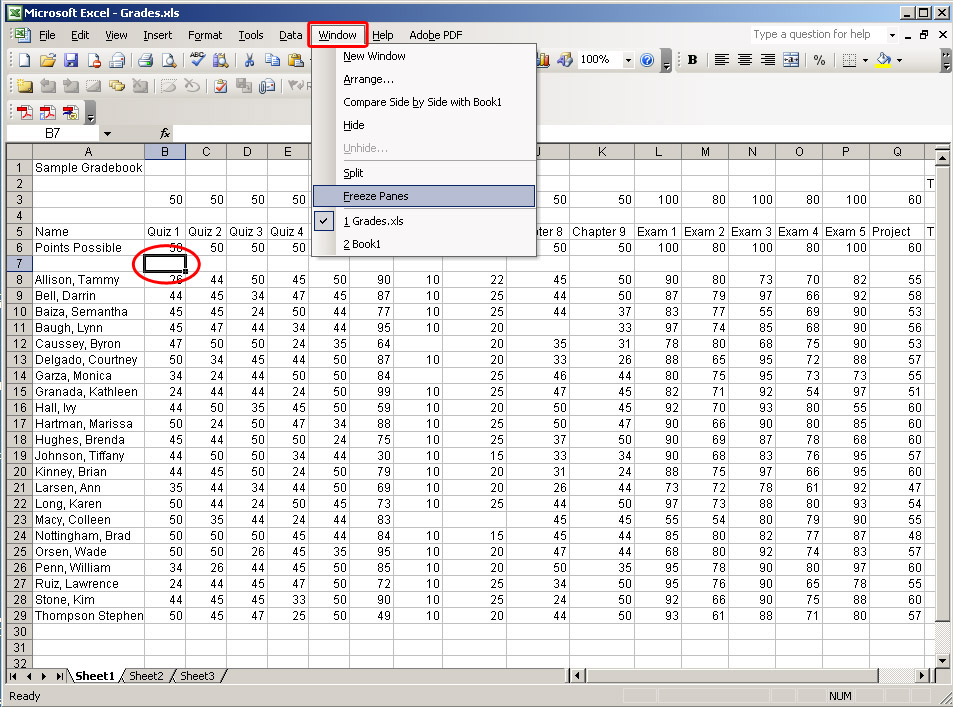 Microsoft Excel - Grades.xls
File Edit View Insert Format Tools Data Window Help Adobe PDF Type a question for help
New Window
Arrange...
Compare Side by Side with Book1
Hide
Unhide...
Split
Freeze Panes
1 Grades.xls
2 Book1
100% B %
B7 fx
A B C D E J K L M N O P Q
1 Sample Gradebook
2 T
3 50 50 50 50 50 50 100 80 100 80 100 60
4
5 Name Quiz 1 Quiz 2 Quiz 3 Quiz 4 ter 8 Chapter 9 Exam 1 Exam 2 Exam 3 Exam 4 Exam 5 Project T
6 Points Possible 50 50 50 50 50 50 100 80 100 80 100 60
7
8 Allison, Tammy 26 44 50 45 50 90 10 22 45 50 90 80 73 70 82 55
9 Bell, Darrin 44 45 34 47 45 87 10 25 44 50 87 79 97 66 92 58
10 Baiza, Semantha 45 45 24 50 44 77 10 25 44 37 83 77 55 69 90 53
11 Baugh, Lynn 45 47 44 34 44 95 10 20 33 97 74 85 68 90 56
12 Caussey, Byron 47 50 50 24 35 64 20 35 31 78 80 68 75 90 53
13 Delgado, Courtney 50 34 45 44 50 87 10 20 33 26 88 65 95 72 88 57
14 Garza, Monica 34 24 44 50 50 84 25 46 44 80 75 95 73 73 55
15 Granada, Kathleen 24 44 44 24 50 99 10 25 47 45 82 71 92 54 97 51
16 Hall, Ivy 44 50 35 45 50 59 10 20 50 45 92 70 93 80 55 60
17 Hartman, Marissa 50 24 50 47 34 88 10 25 50 47 90 66 90 80 85 60
18 Hughes, Brenda 45 44 50 50 24 75 10 25 37 50 90 69 87 78 68 60
19 Johnson, Tiffany 44 50 50 34 44 30 10 15 33 34 90 68 83 76 95 57
20 Kinney, Brian 44 45 50 24 50 79 10 20 31 24 88 75 97 66 95 60
21 Larsen, Ann 35 44 34 44 50 69 10 20 26 44 73 72 78 61 92 47
22 Long, Karen 50 44 24 50 45 73 10 25 44 50 97 73 88 80 93 54
23 Macy, Colleen 50 35 44 24 44 83 45 45 55 54 80 79 90 55
24 Nottingham, Brad 50 50 50 45 44 84 10 15 45 44 85 80 82 77 87 48
25 Orsen, Wade 50 50 26 45 35 95 10 20 47 44 68 80 92 74 83 57
26 Penn, William 34 26 44 45 50 85 10 20 50 35 95 78 90 80 97 60
27 Ruiz, Lawrence 24 44 45 47 50 72 10 25 34 50 95 76 90 65 78 55
28 Stone, Kim 44 45 45 33 50 90 10 25 24 50 92 66 90 75 88 60
29 Thompson Stephen 50 45 47 25 50 49 10 20 44 50 93 61 88 71 80 57
30
31
32
Sheet1 Sheet2 Sheet3
Ready NUM